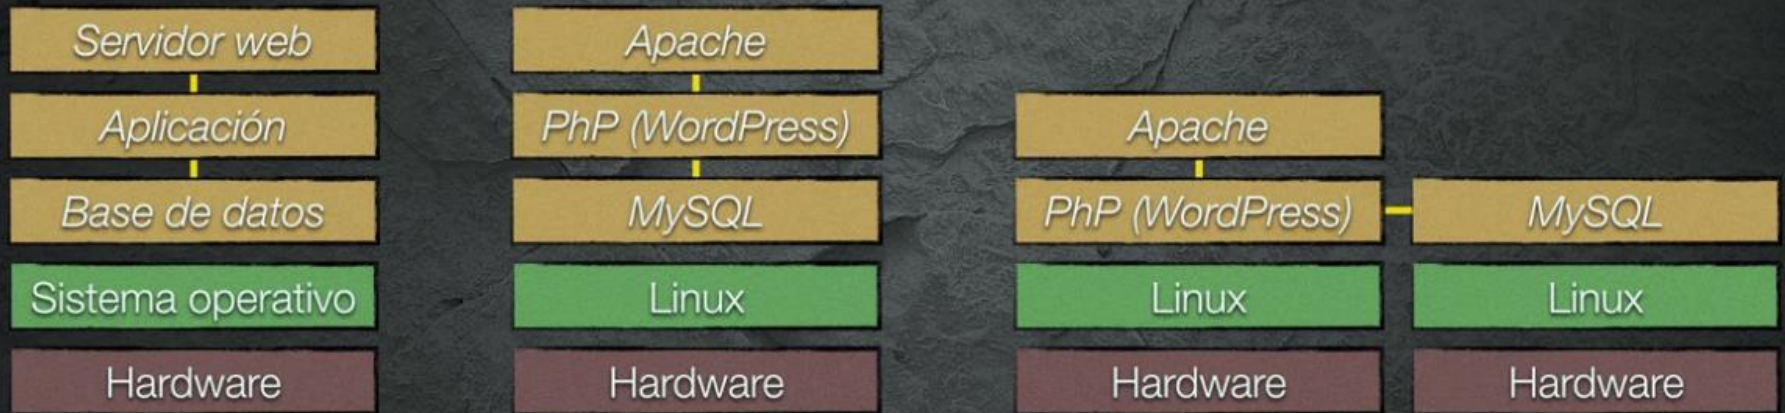 Servidor web
Aplicación
Base de datos
Sistema operativo
Hardware
Apache
PhP (WordPress)
MySQL
Linux
Hardware
Apache
PhP (WordPress)
Linux
Hardware
MySQL
Linux
Hardware